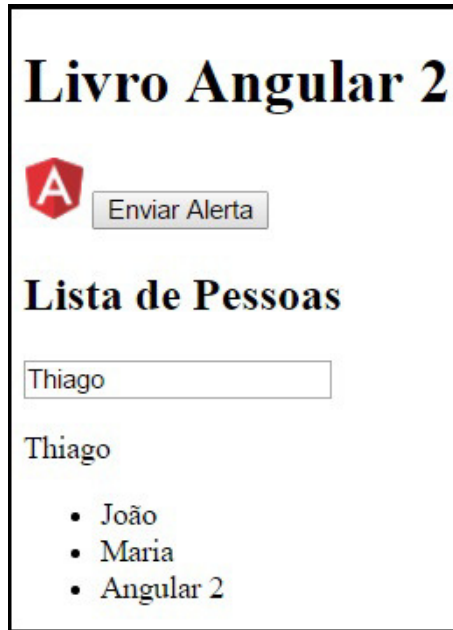 Livro Angular 2
A
Enviar Alerta
Lista de Pessoas
Thiago
Thiago
João
Maria
Angular 2